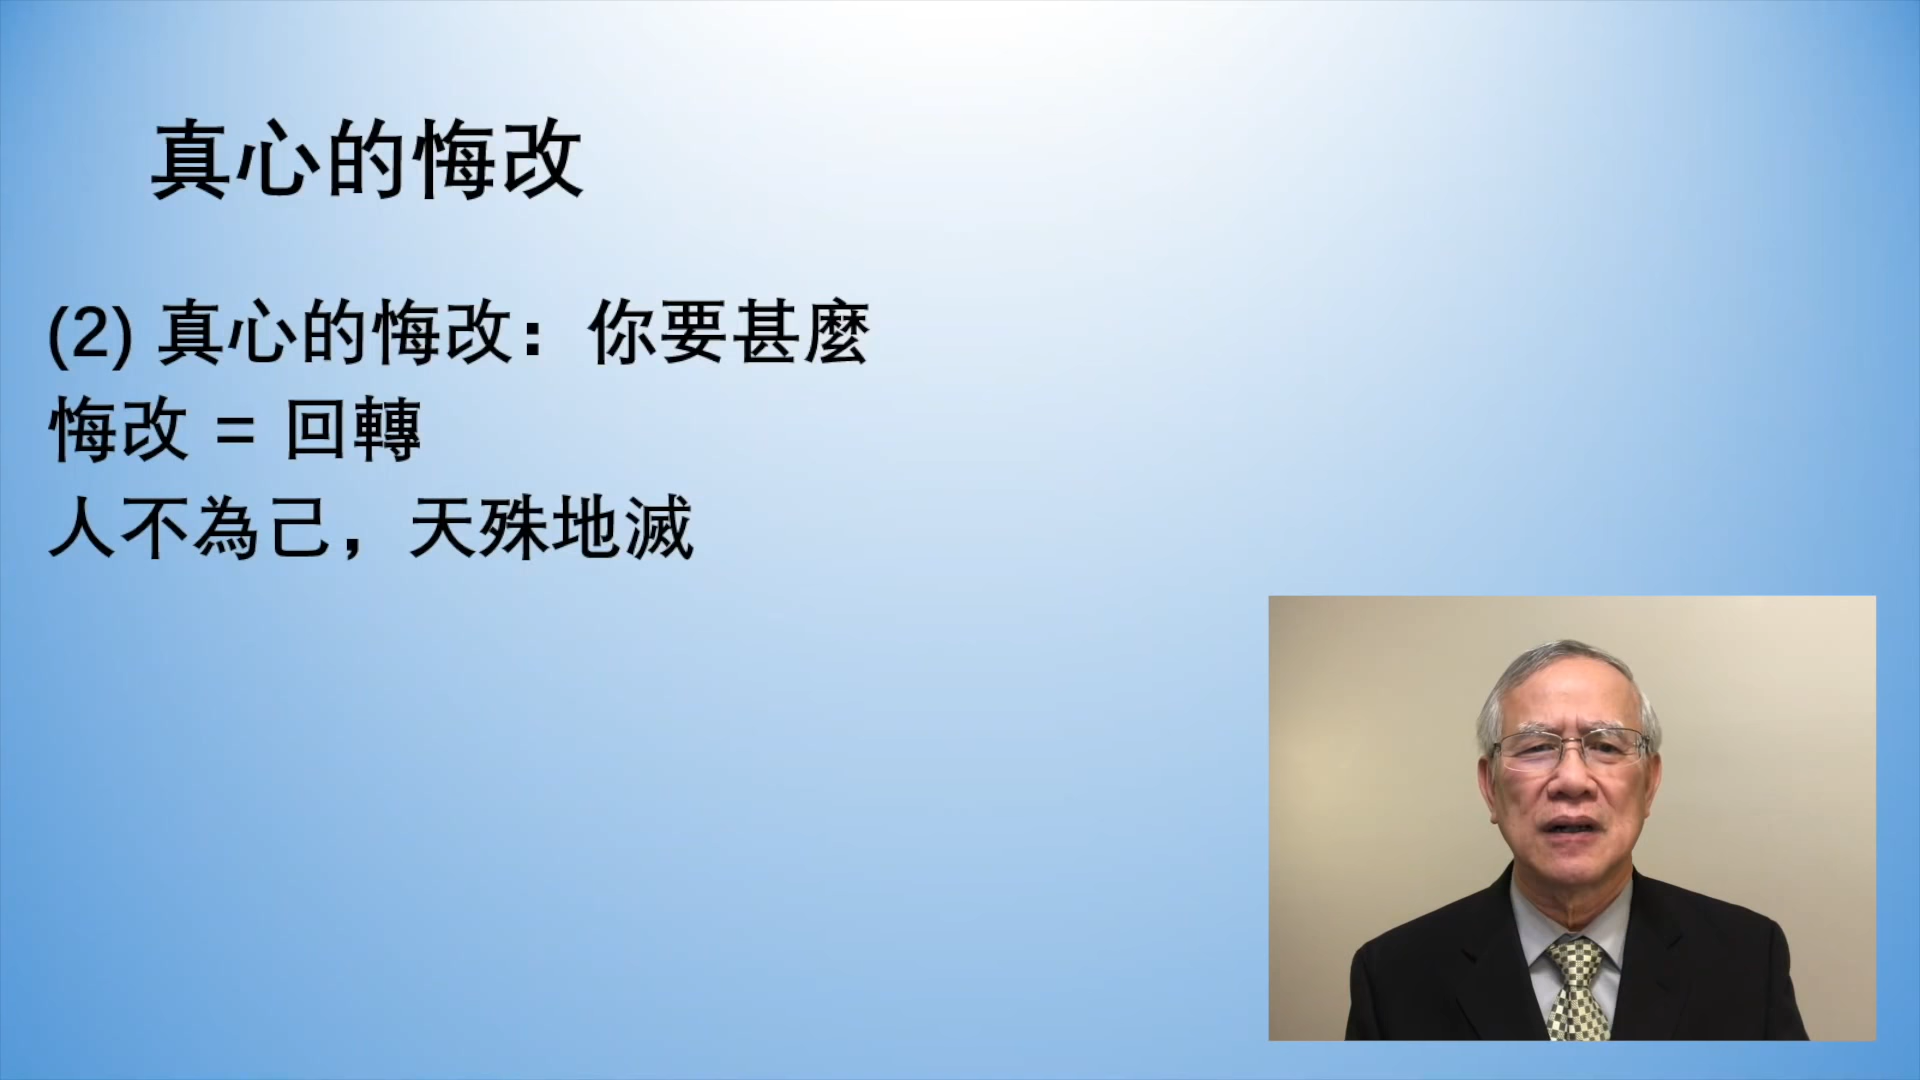 真心的悔改
(2) 真心的悔改：你要甚麼
悔改 = 回轉
人不為己，天殊地滅